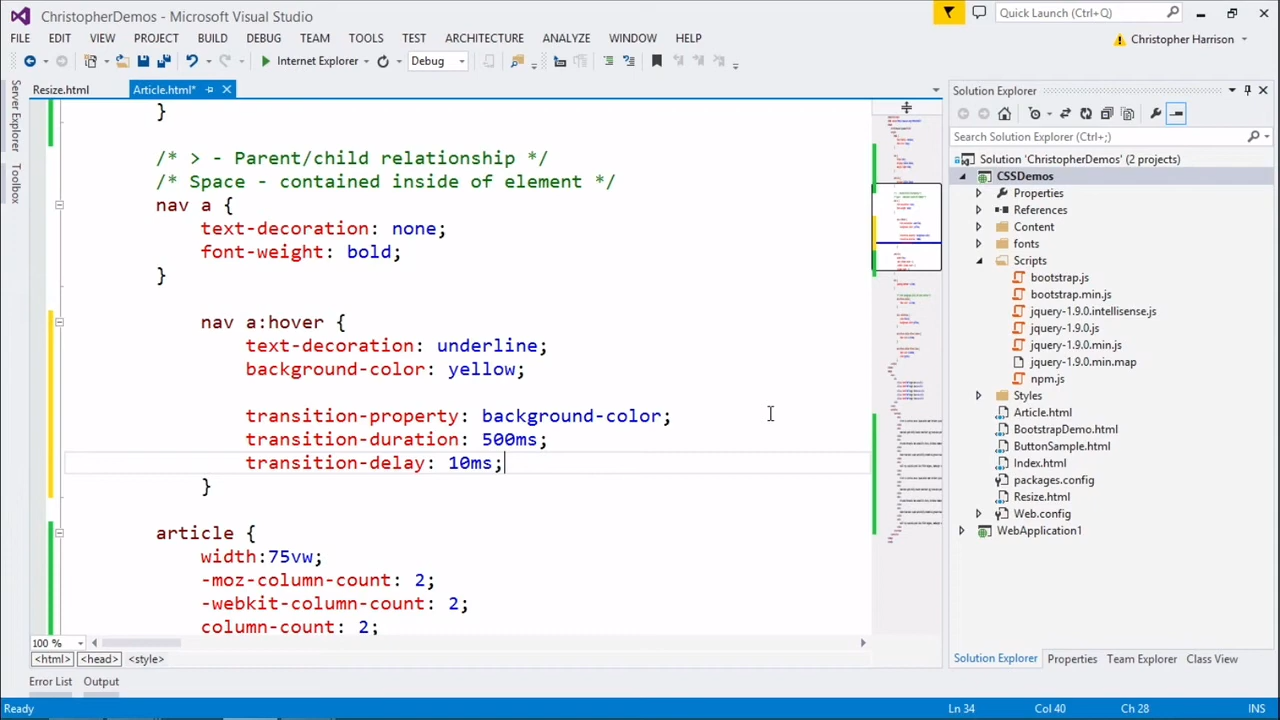 ChristopherDemos - Microsoft Visual Studio
Quick Launch (Ctrl+Q)
FILE EDIT VIEW PROJECT BUILD DEBUG TEAM TOOLS TEST ARCHITECTURE ANALYZE WINDOW HELP
Christopher Harrison
Internet Explorer
Debug
Server Explorer
Toolbox
Resize.html
Article.html*
}
/* > - Parent/child relationship */
/* Space - contained inside of element */
nav a {
text-decoration: none;
font-weight: bold;
}
nav a:hover {
text-decoration: underline;
background-color: yellow;
transition-property: background-color;
transition-duration: 500ms;
transition-delay: 10ms;
}
article {
width:75vw;
-moz-column-count: 2;
-webkit-column-count: 2;
column-count: 2;
100 %
<html> <head> <style>
Error List Output
Solution Explorer
Search Solution Explorer (Ctrl+;)
Solution 'ChristopherDemos' (2 projects)
CSSDemos
Properties
References
Content
fonts
Scripts
bootstrap.js
bootstrap.min.js
jquery-1.9.0.intellisense.js
jquery-1.9.0.js
jquery-1.9.0.min.js
jquery-1.9.0.min.map
npm.js
Styles
Article.html
BootstrapDemo.html
ButtonSample.html
Index.html
packages.config
Resize.html
Web.config
WebApplication1
Solution Explorer Properties Team Explorer Class View
Ready
Ln 34 Col 40 Ch 28 INS